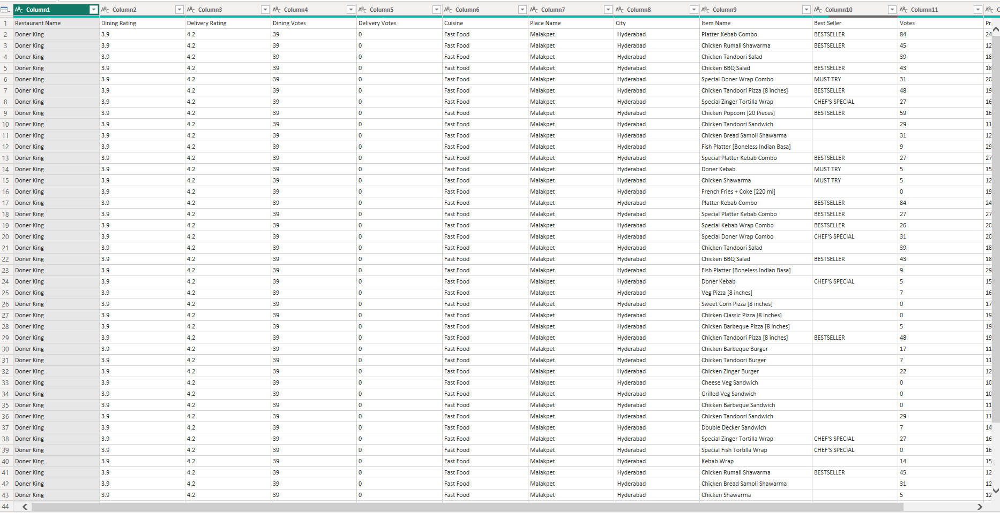 ABC Column1 ABC Column2 ABC Column3 ABC Column4 ABC Column5 ABC Column6 ABC Column7 ABC Column8 ABC Column9 ABC Column10 ABC Column11 ABC C
1 Restaurant Name Dining Rating Delivery Rating Dining Votes Delivery Votes Cuisine Place Name City Item Name Best Seller Votes Pr
2 Doner King 3.9 4.2 39 0 Fast Food Malakpet Hyderabad Platter Kebab Combo BESTSELLER 84 24
3 Doner King 3.9 4.2 39 0 Fast Food Malakpet Hyderabad Chicken Rumali Shawarma BESTSELLER 45 12
4 Doner King 3.9 4.2 39 0 Fast Food Malakpet Hyderabad Chicken Tandoori Salad 39 18
5 Doner King 3.9 4.2 39 0 Fast Food Malakpet Hyderabad Chicken BBQ Salad BESTSELLER 43 18
6 Doner King 3.9 4.2 39 0 Fast Food Malakpet Hyderabad Special Doner Wrap Combo MUST TRY 31 20
7 Doner King 3.9 4.2 39 0 Fast Food Malakpet Hyderabad Chicken Tandoori Pizza [8 inches] BESTSELLER 48 19
8 Doner King 3.9 4.2 39 0 Fast Food Malakpet Hyderabad Special Zinger Tortilla Wrap CHEF'S SPECIAL 27 16
9 Doner King 3.9 4.2 39 0 Fast Food Malakpet Hyderabad Chicken Popcorn [20 Pieces] BESTSELLER 59 16
10 Doner King 3.9 4.2 39 0 Fast Food Malakpet Hyderabad Chicken Tandoori Sandwich 29 11
11 Doner King 3.9 4.2 39 0 Fast Food Malakpet Hyderabad Chicken Bread Samoli Shawarma 31 12
12 Doner King 3.9 4.2 39 0 Fast Food Malakpet Hyderabad Fish Platter [Boneless Indian Basa] 9 29
13 Doner King 3.9 4.2 39 0 Fast Food Malakpet Hyderabad Special Platter Kebab Combo BESTSELLER 27 27
14 Doner King 3.9 4.2 39 0 Fast Food Malakpet Hyderabad Doner Kebab MUST TRY 5 15
15 Doner King 3.9 4.2 39 0 Fast Food Malakpet Hyderabad Chicken Shawarma MUST TRY 5 12
16 Doner King 3.9 4.2 39 0 Fast Food Malakpet Hyderabad French Fries + Coke [220 ml] 0 19
17 Doner King 3.9 4.2 39 0 Fast Food Malakpet Hyderabad Platter Kebab Combo BESTSELLER 84 24
18 Doner King 3.9 4.2 39 0 Fast Food Malakpet Hyderabad Special Platter Kebab Combo BESTSELLER 27 27
19 Doner King 3.9 4.2 39 0 Fast Food Malakpet Hyderabad Special Kebab Wrap Combo BESTSELLER 26 20
20 Doner King 3.9 4.2 39 0 Fast Food Malakpet Hyderabad Special Doner Wrap Combo CHEF'S SPECIAL 31 20
21 Doner King 3.9 4.2 39 0 Fast Food Malakpet Hyderabad Chicken Tandoori Salad 39 18
22 Doner King 3.9 4.2 39 0 Fast Food Malakpet Hyderabad Chicken BBQ Salad BESTSELLER 43 18
23 Doner King 3.9 4.2 39 0 Fast Food Malakpet Hyderabad Fish Platter [Boneless Indian Basa] 9 29
24 Doner King 3.9 4.2 39 0 Fast Food Malakpet Hyderabad Doner Kebab CHEF'S SPECIAL 5 15
25 Doner King 3.9 4.2 39 0 Fast Food Malakpet Hyderabad Veg Pizza [8 inches] 7 16
26 Doner King 3.9 4.2 39 0 Fast Food Malakpet Hyderabad Sweet Corn Pizza [8 inches] 0 17
27 Doner King 3.9 4.2 39 0 Fast Food Malakpet Hyderabad Chicken Classic Pizza [8 inches] 0 19
28 Doner King 3.9 4.2 39 0 Fast Food Malakpet Hyderabad Chicken Barbeque Pizza [8 inches] 5 19
29 Doner King 3.9 4.2 39 0 Fast Food Malakpet Hyderabad Chicken Tandoori Pizza [8 inches] BESTSELLER 48 19
30 Doner King 3.9 4.2 39 0 Fast Food Malakpet Hyderabad Chicken Barbeque Burger 17 11
31 Doner King 3.9 4.2 39 0 Fast Food Malakpet Hyderabad Chicken Tandoori Burger 7 11
32 Doner King 3.9 4.2 39 0 Fast Food Malakpet Hyderabad Chicken Zinger Burger 22 12
33 Doner King 3.9 4.2 39 0 Fast Food Malakpet Hyderabad Cheese Veg Sandwich 0 10
34 Doner King 3.9 4.2 39 0 Fast Food Malakpet Hyderabad Grilled Veg Sandwich 0 10
35 Doner King 3.9 4.2 39 0 Fast Food Malakpet Hyderabad Chicken Barbeque Sandwich 0 11
36 Doner King 3.9 4.2 39 0 Fast Food Malakpet Hyderabad Chicken Tandoori Sandwich 29 11
37 Doner King 3.9 4.2 39 0 Fast Food Malakpet Hyderabad Double Decker Sandwich 7 14
38 Doner King 3.9 4.2 39 0 Fast Food Malakpet Hyderabad Special Zinger Tortilla Wrap CHEF'S SPECIAL 27 16
39 Doner King 3.9 4.2 39 0 Fast Food Malakpet Hyderabad Special Fish Tortilla Wrap CHEF'S SPECIAL 0 16
40 Doner King 3.9 4.2 39 0 Fast Food Malakpet Hyderabad Kebab Wrap 14 15
41 Doner King 3.9 4.2 39 0 Fast Food Malakpet Hyderabad Chicken Rumali Shawarma BESTSELLER 45 12
42 Doner King 3.9 4.2 39 0 Fast Food Malakpet Hyderabad Chicken Bread Samoli Shawarma 31 12
43 Doner King 3.9 4.2 39 0 Fast Food Malakpet Hyderabad Chicken Shawarma 5 12
44